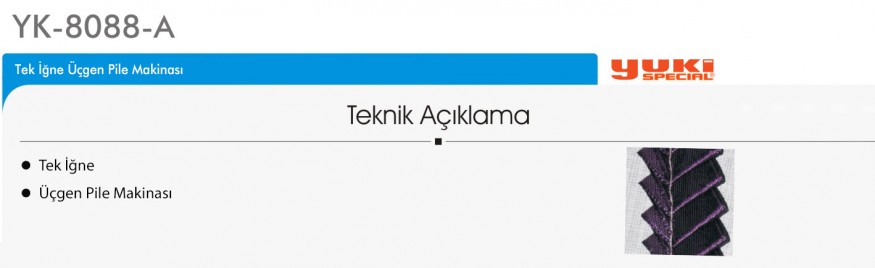 YK-8088-A
Tek İğne Üçgen Pile Makinası
YUKi
SPECIAL
Teknik Açıklama
Tek İğne
Üçgen Pile Makinası